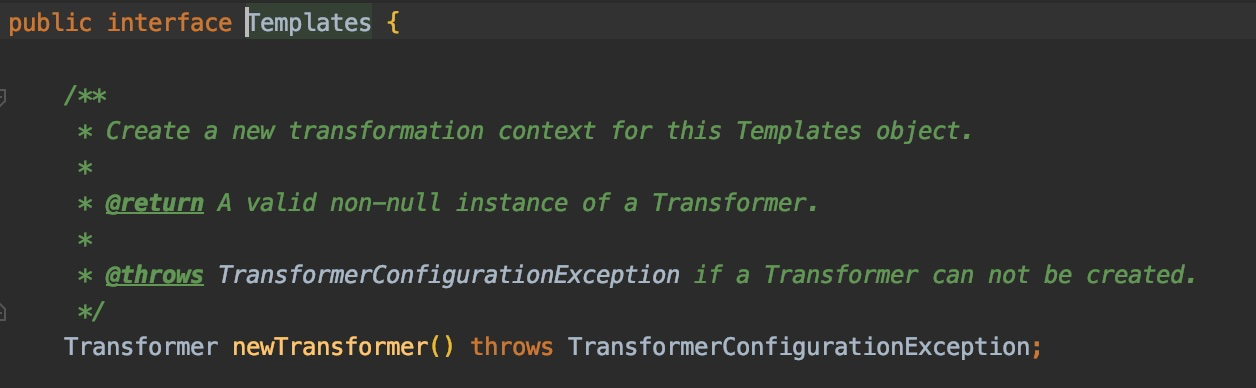 public interface Templates {
/**
* Create a new transformation context for this Templates object.
*
* @return A valid non-null instance of a Transformer.
*
* @throws TransformerConfigurationException if a Transformer can not be created.
*/
Transformer newTransformer() throws TransformerConfigurationException;